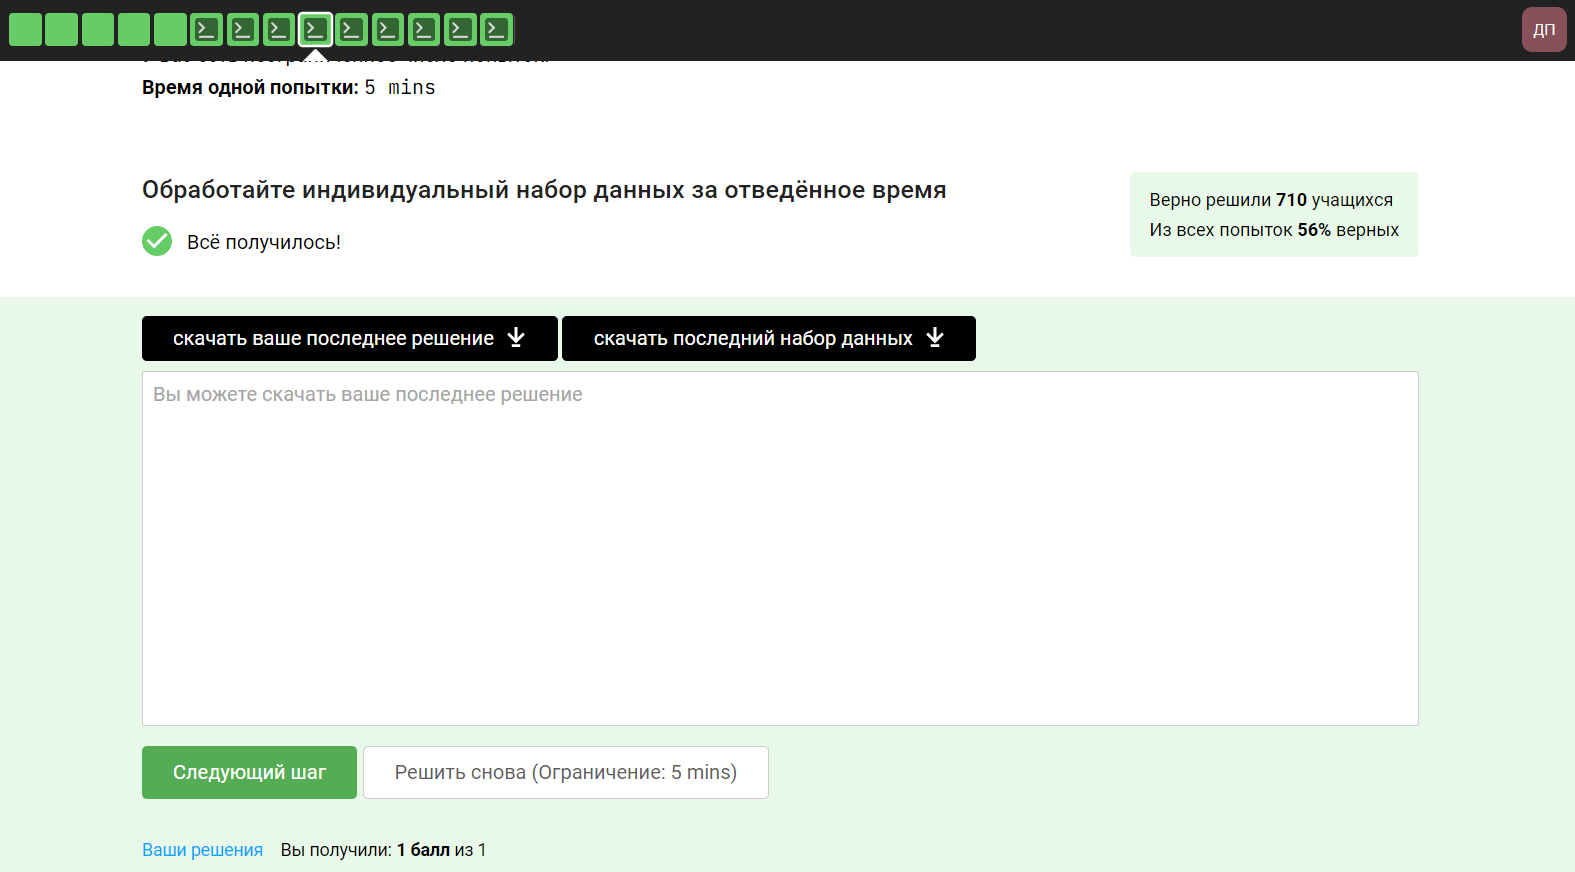 ДП
Время одной попытки: 5 mins
Обработайте индивидуальный набор данных за отведённое время
Всё получилось!
Верно решили 710 учащихся
Из всех попыток 56% верных
скачать ваше последнее решение
скачать последний набор данных
Вы можете скачать ваше последнее решение
Следующий шаг
Решить снова (Ограничение: 5 mins)
Ваши решения Вы получили: 1 балл из 1